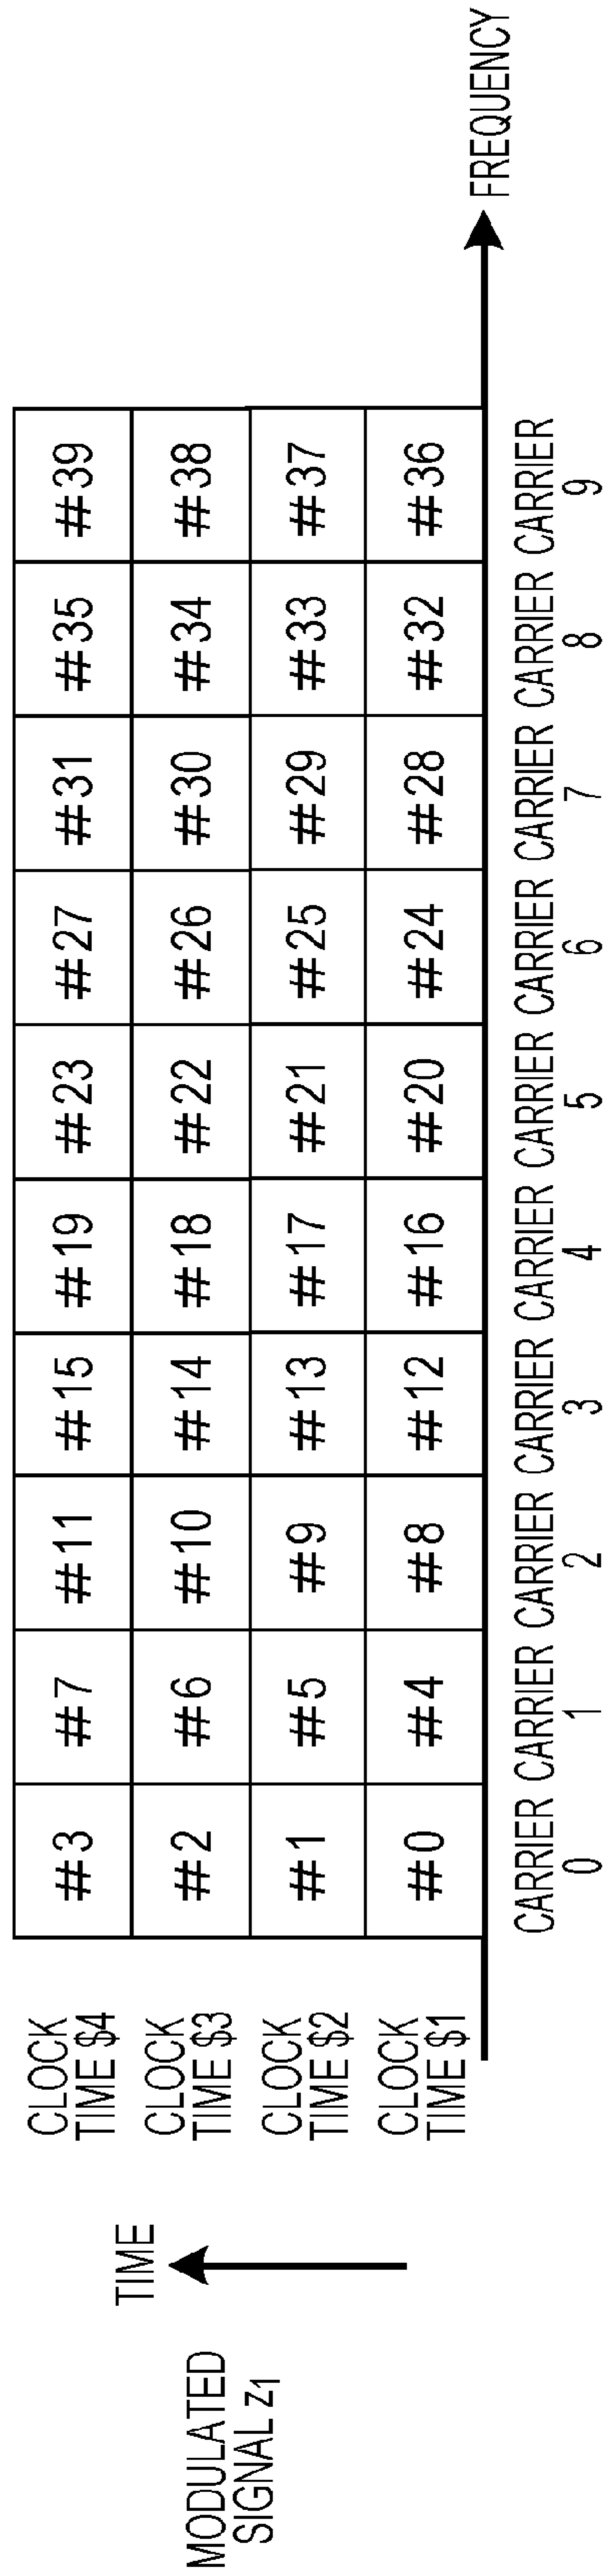 MODULATED
SIGNAL z1
TIME
CLOCK
TIME $4
#3 #7 #11 #15 #19 #23 #27 #31 #35 #39
CLOCK
TIME $3
#2 #6 #10 #14 #18 #22 #26 #30 #34 #38
CLOCK
TIME $2
#1 #5 #9 #13 #17 #21 #25 #29 #33 #37
CLOCK
TIME $1
#0 #4 #8 #12 #16 #20 #24 #28 #32 #36
FREQUENCY
CARRIER CARRIER CARRIER CARRIER CARRIER CARRIER CARRIER CARRIER CARRIER CARRIER
0 1 2 3 4 5 6 7 8 9